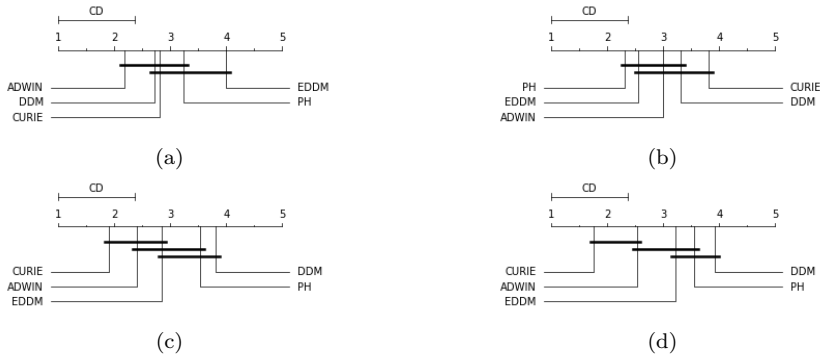 CD CD
1 2 3 4 5 1 2 3 4 5
ADWIN EDDM PH CURIE
DDM PH EDDM DDM
CURIE ADWIN
(a) (b)
CD CD
1 2 3 4 5 1 2 3 4 5
CURIE DDM CURIE DDM
ADWIN PH ADWIN PH
EDDM EDDM
(c) (d)